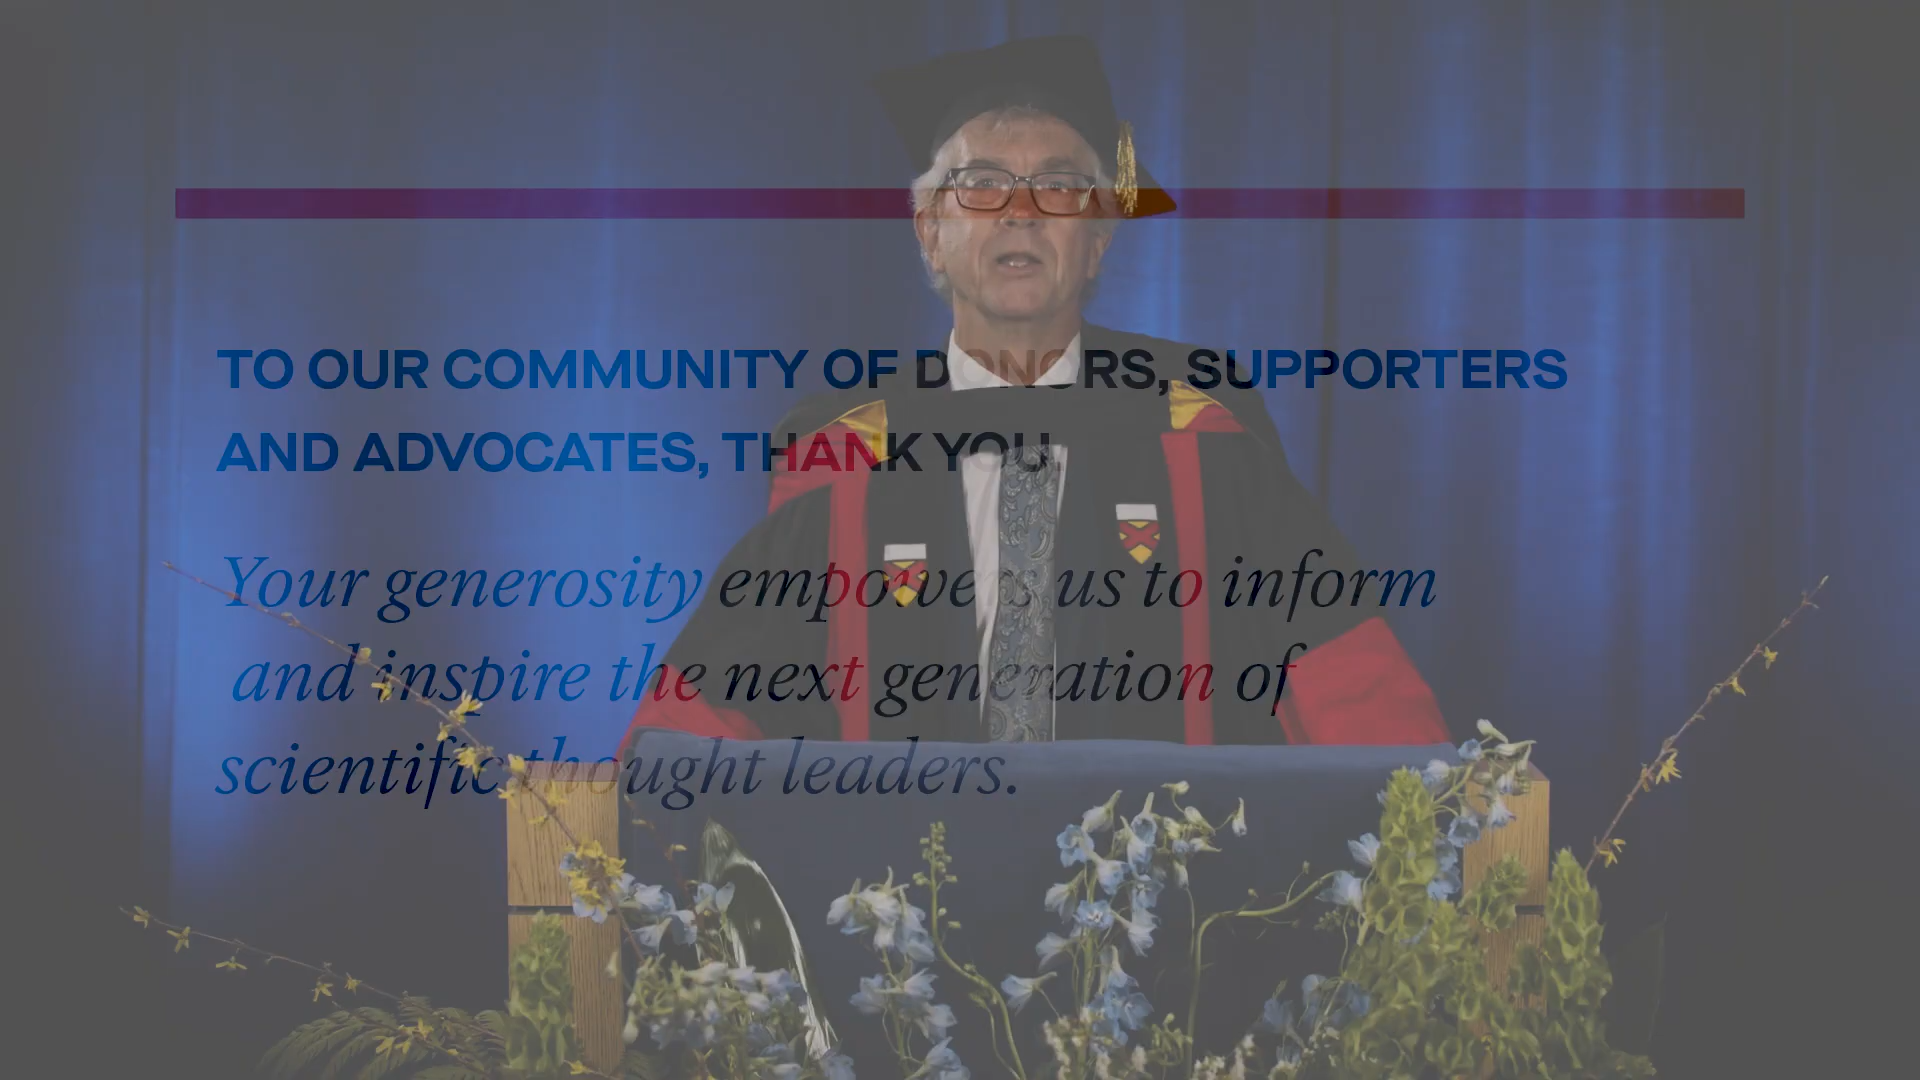 TO OUR COMMUNITY OF DONORS, SUPPORTERS
AND ADVOCATES, THANK YOU.
Your generosity empowers us to inform
and inspire the next generation of
scientific thought leaders.